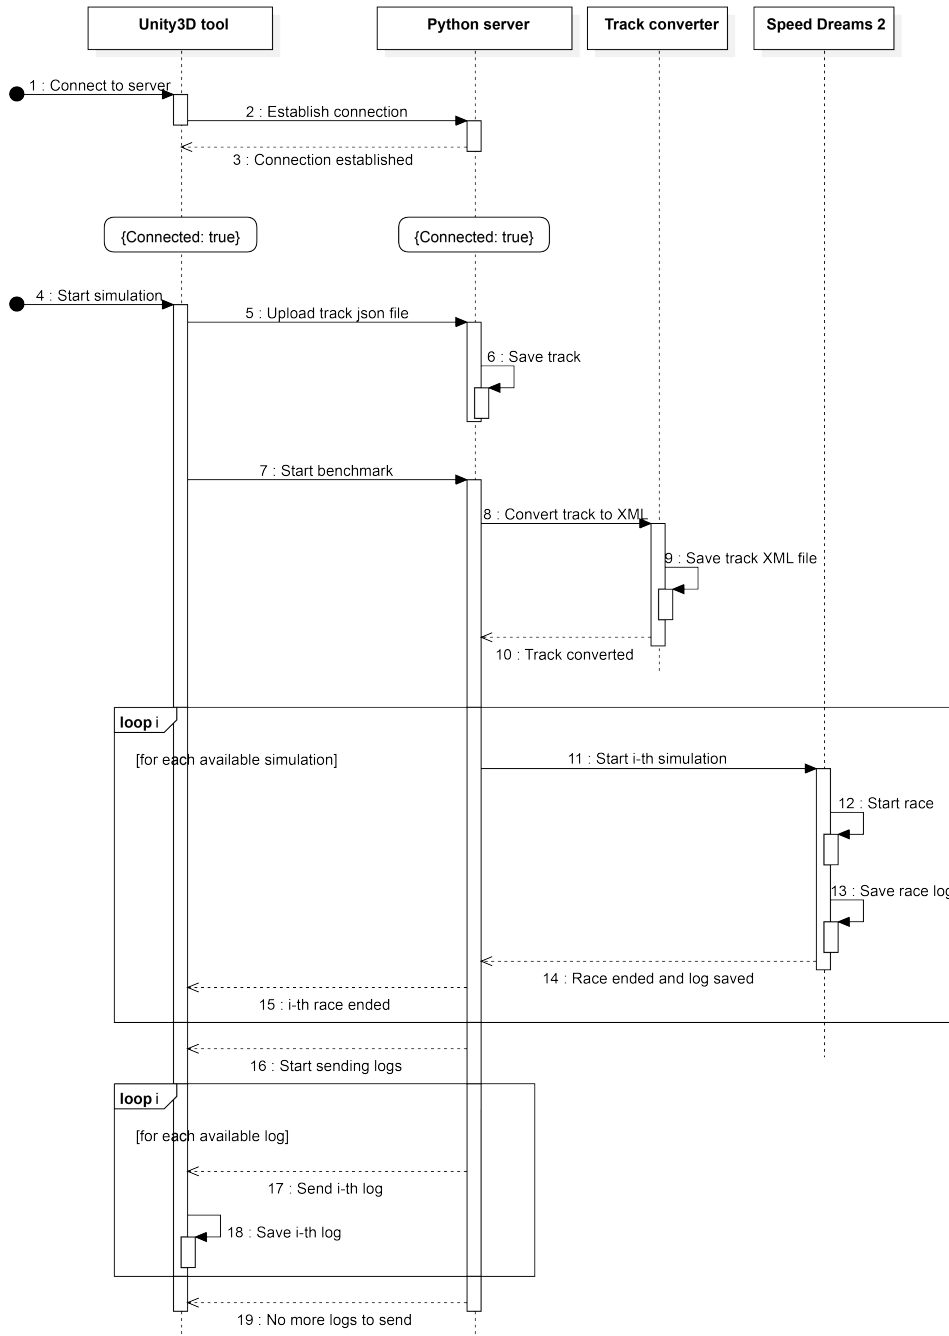 Unity3D tool
Python server
Track converter
Speed Dreams 2
1 : Connect to server
2 : Establish connection
3 : Connection established
{Connected: true}
{Connected: true}
4 : Start simulation
5 : Upload track json file
6 : Save track
7 : Start benchmark
8 : Convert track to XML
9 : Save track XML file
10 : Track converted
loop i
[for each available simulation]
11 : Start i-th simulation
12 : Start race
13 : Save race log
14 : Race ended and log saved
15 : i-th race ended
16 : Start sending logs
loop i
[for each available log]
17 : Send i-th log
18 : Save i-th log
19 : No more logs to send